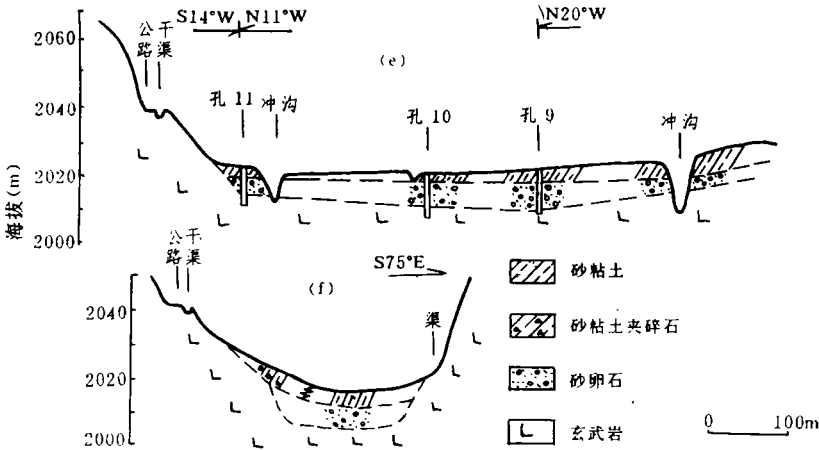 S14°W N11°W
N20°W
2060
公路
干渠
(e)
孔 11
冲沟
孔 10
孔 9
冲沟
2040
2020
2000
海拔(m)
公路
干渠
S75°E
(f)
渠
2040
2020
2000
砂粘土
砂粘土夹碎石
砂卵石
玄武岩
0 100m